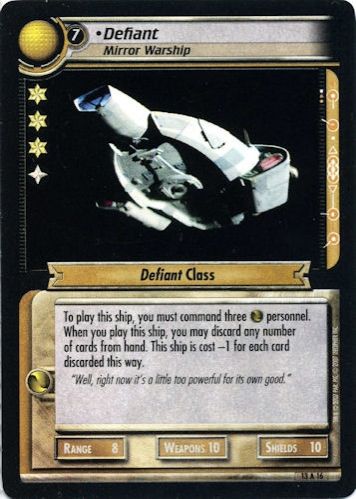 7
•Defiant
Mirror Warship
Defiant Class
To play this ship, you must command three personnel.
When you play this ship, you may discard any number
of cards from hand. This ship is cost –1 for each card
discarded this way.
"Well, right now it's a little too powerful for its own good."
RANGE 8
WEAPONS 10
SHIELDS 10
13 A 16